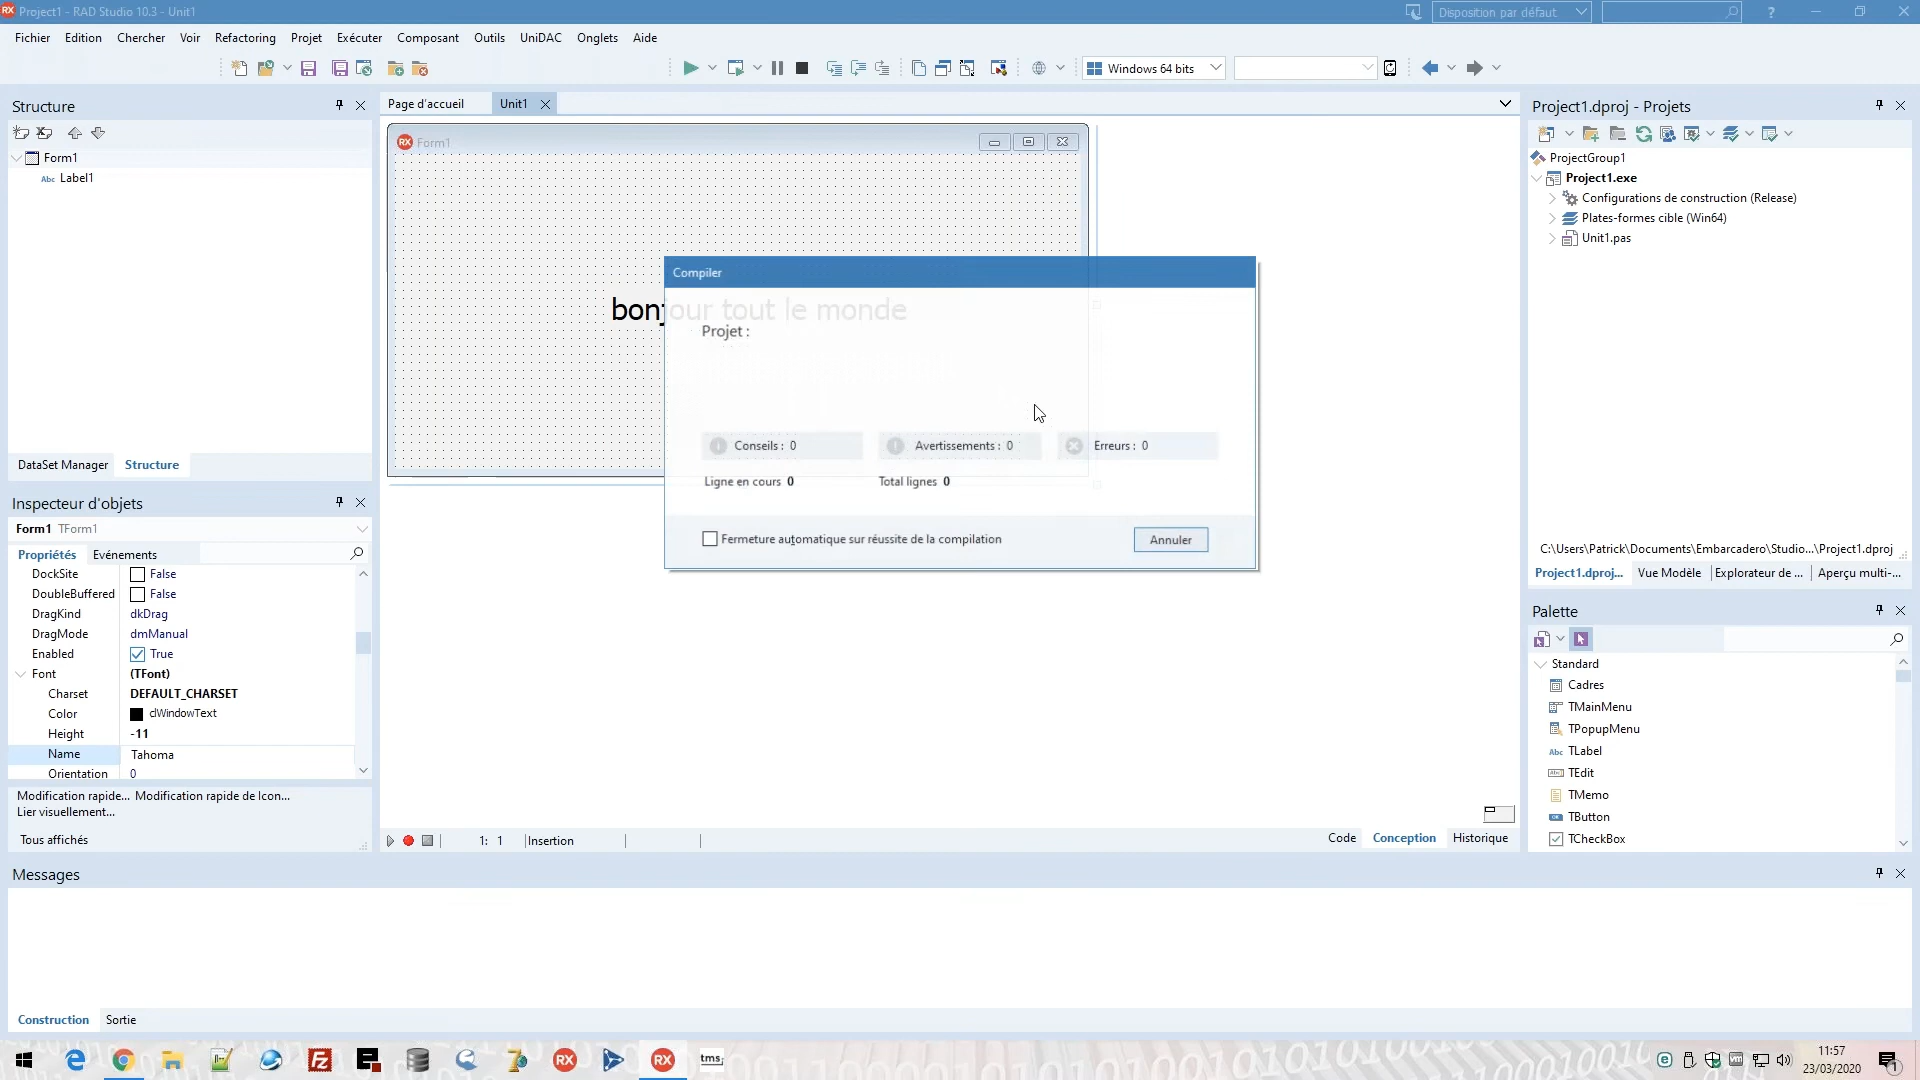 Project1 - RAD Studio 10.3 - Unit1
Disposition par défaut
Fichier Edition Chercher Voir Refactoring Projet Exécuter Composant Outils UniDAC Onglets Aide
Windows 64 bits
Structure
Form1
Label1
DataSet Manager Structure
Inspecteur d'objets
Form1 TForm1
Propriétés Evénements
DockSite False
DoubleBuffered False
DragKind dkDrag
DragMode dmManual
Enabled True
Font (TFont)
Charset DEFAULT_CHARSET
Color clWindowText
Height -11
Name Tahoma
Orientation 0
Modification rapide... Modification rapide de Icon...
Lier visuellement...
Tous affichés
Page d'accueil Unit1
Form1
bonjour tout le monde
Compiler
Projet :
Conseils : 0 Avertissements : 0 Erreurs : 0
Ligne en cours 0 Total lignes 0
Fermeture automatique sur réussite de la compilation
Annuler
1: 1 Insertion
Code Conception Historique
Project1.dproj - Projets
ProjectGroup1
Project1.exe
Configurations de construction (Release)
Plates-formes cible (Win64)
Unit1.pas
C:\Users\Patrick\Documents\Embarcadero\Studio...\Project1.dproj
Project1.dproj... Vue Modèle Explorateur de ... Aperçu multi-...
Palette
Standard
Cadres
TMainMenu
TPopupMenu
Abc TLabel
TEdit
TMemo
TButton
TCheckBox
Messages
Construction Sortie
tms
11:57
23/03/2020